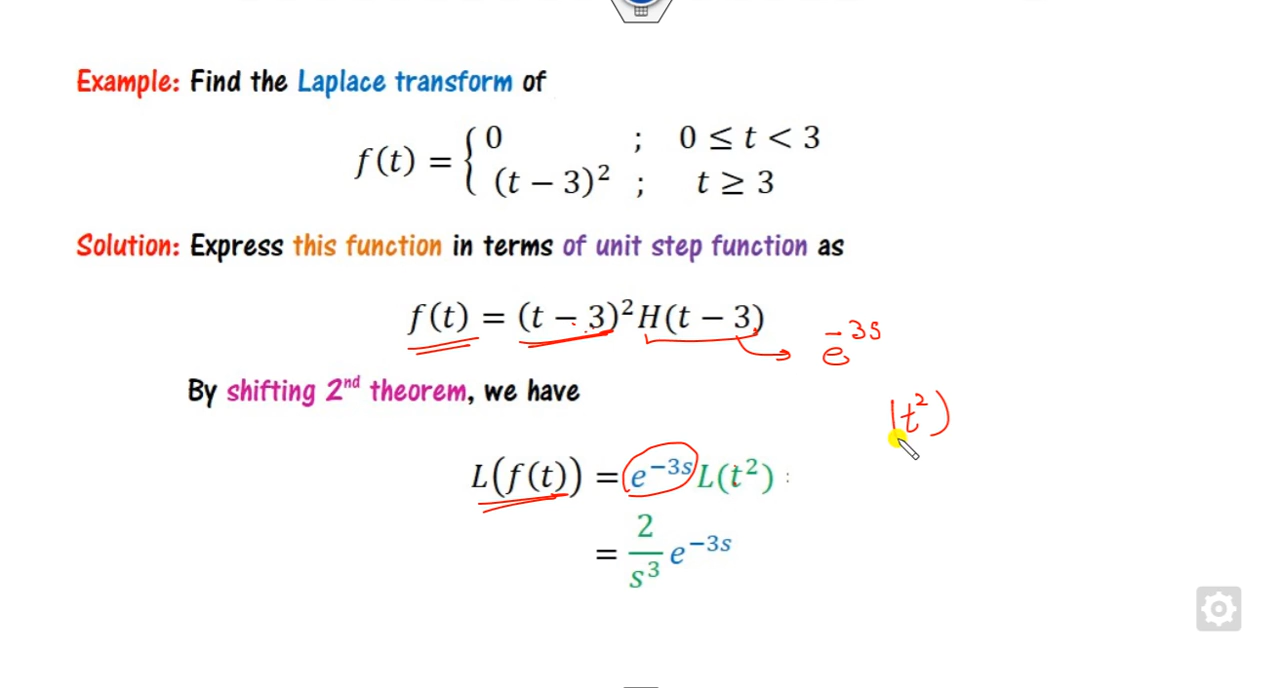 Example: Find the Laplace transform of
f(t) = { 0 ; 0 ≤ t < 3
(t − 3)² ; t ≥ 3
Solution: Express this function in terms of unit step function as
f(t) = (t − 3)²H(t − 3)
e^−3s
By shifting 2nd theorem, we have
(t²)
L(f(t)) = e^−3s L(t²) :
= 2/s³ e^−3s